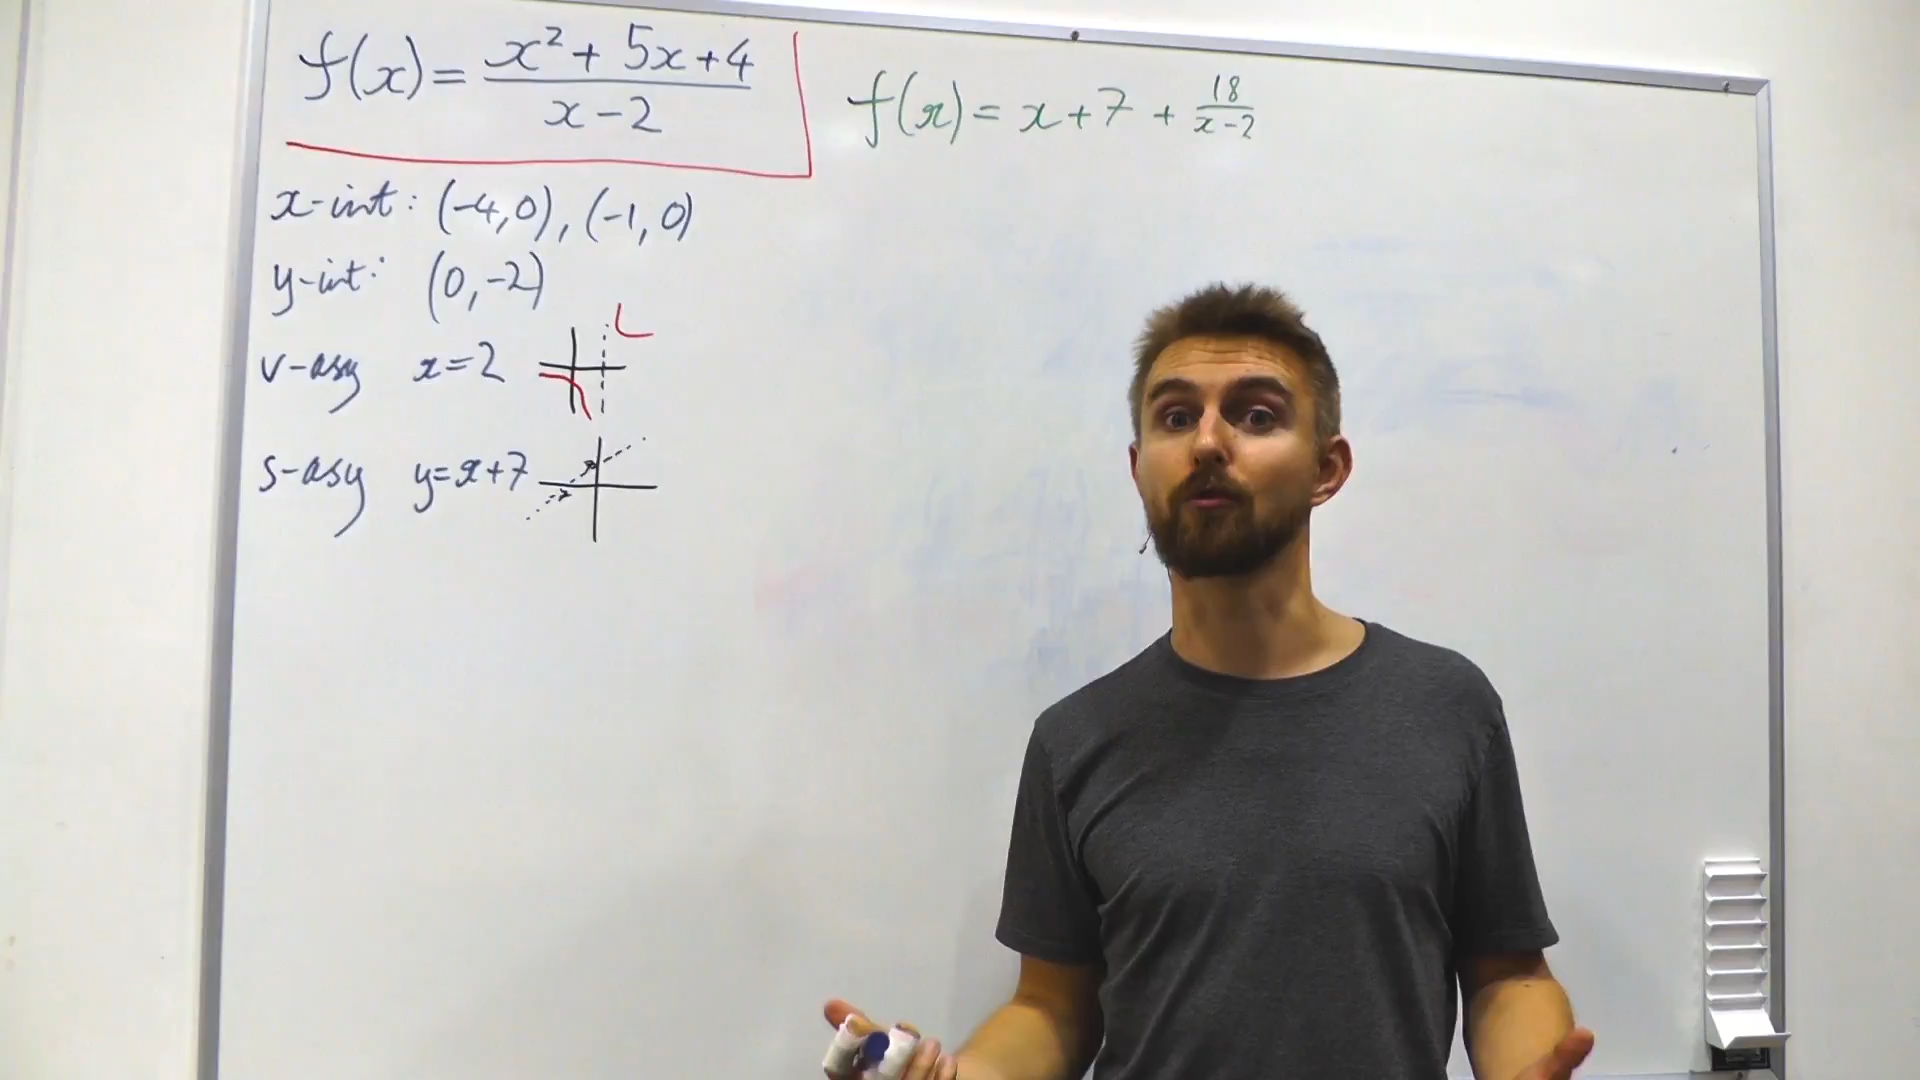 f(x) = x² + 5x + 4 / x - 2
f(x) = x + 7 + 18 / x - 2
x-int: (-4, 0), (-1, 0)
y-int: (0, -2)
v-asy x = 2
s-asy y = x + 7